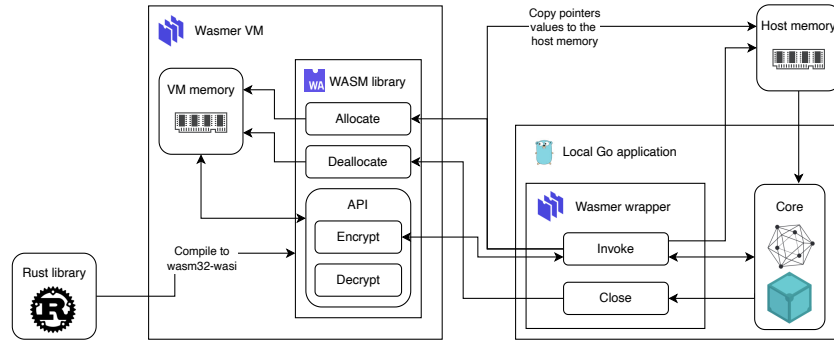 Wasmer VM
Copy pointers
values to the
host memory
Host memory
VM memory
WA
WASM library
Allocate
Deallocate
API
Encrypt
Decrypt
Local Go application
Wasmer wrapper
Invoke
Close
Core
Compile to
wasm32-wasi
Rust library
R